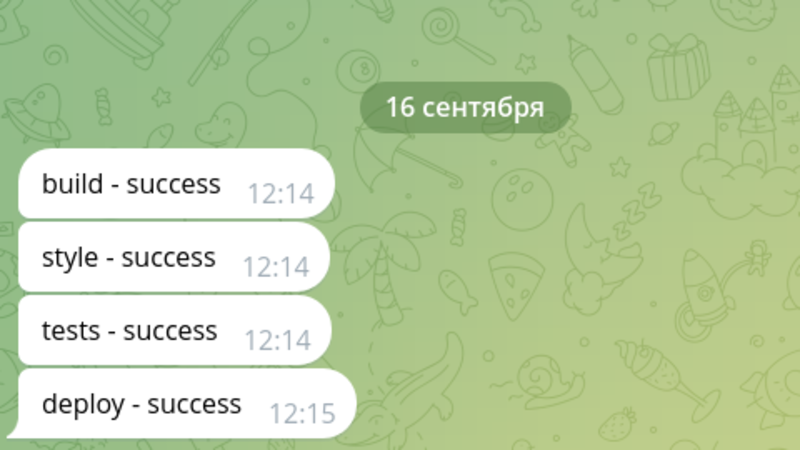 16 сентября
build - success 12:14
style - success 12:14
tests - success 12:14
deploy - success 12:15